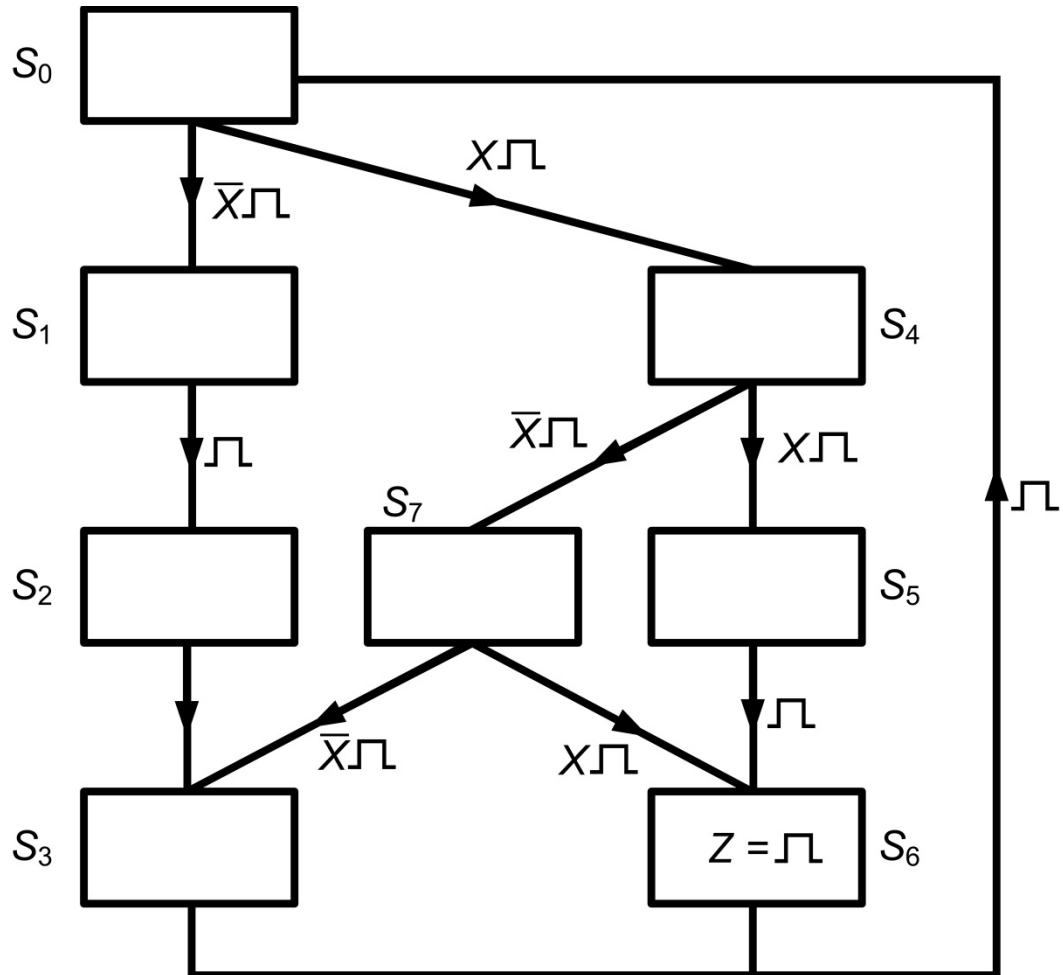 S₀
X⎍
X̅⎍
S₁
S₄
⎍
X̅⎍
X⎍
S₇
⎍
S₂
S₅
⎍
X̅⎍
X⎍
S₃
Z = ⎍
S₆